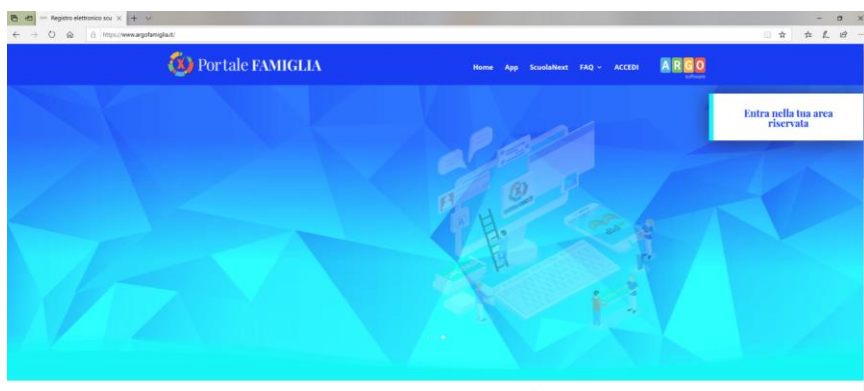 Registro elettronico scu
https://www.argofamiglia.it/
Portale FAMIGLIA
Home App ScuolaNext FAQ ACCEDI
ARGO
software
Entra nella tua area
riservata